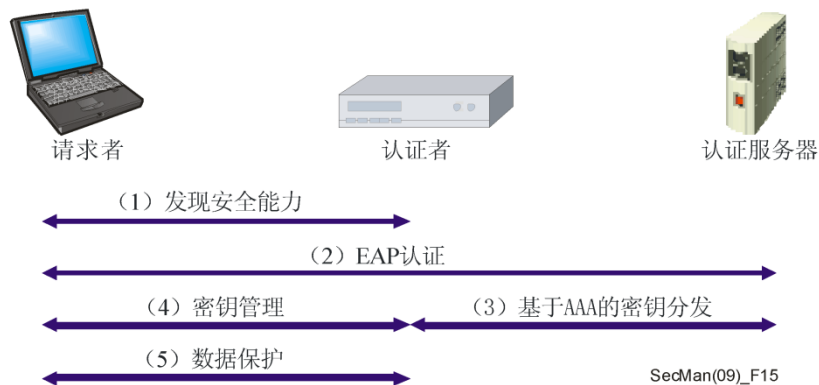 请求者
认证者
认证服务器
（1）发现安全能力
（2）EAP认证
（4）密钥管理
（3）基于AAA的密钥分发
（5）数据保护
SecMan(09)_F15